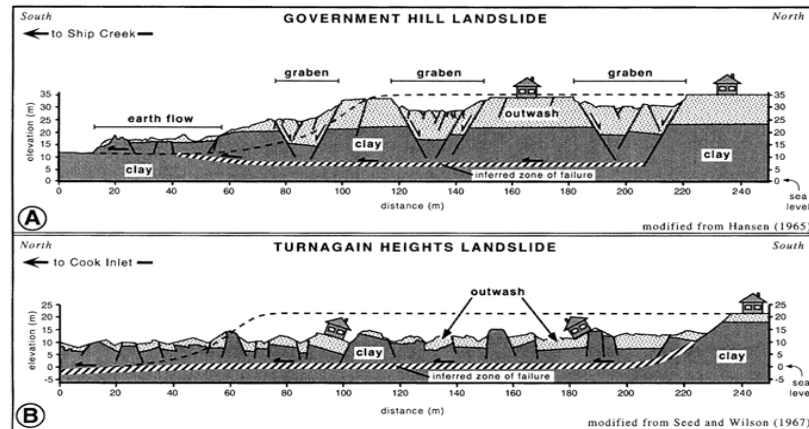 South GOVERNMENT HILL LANDSLIDE North
to Ship Creek
graben graben graben
earth flow
outwash
clay clay clay
inferred zone of failure
elevation (m)
35
30
25
20
15
10
5
0
35
30
25
20
15
10
5
0
sea level
0 20 40 60 80 100 120 140 160 180 200 220 240
distance (m)
A
modified from Hansen (1965)
North TURNAGAIN HEIGHTS LANDSLIDE South
to Cook Inlet
outwash
clay clay
inferred zone of failure
elevation (m)
25
20
15
10
5
0
-5
25
20
15
10
5
0
-5
sea level
0 20 40 60 80 100 120 140 160 180 200 220 240
distance (m)
B
modified from Seed and Wilson (1967)